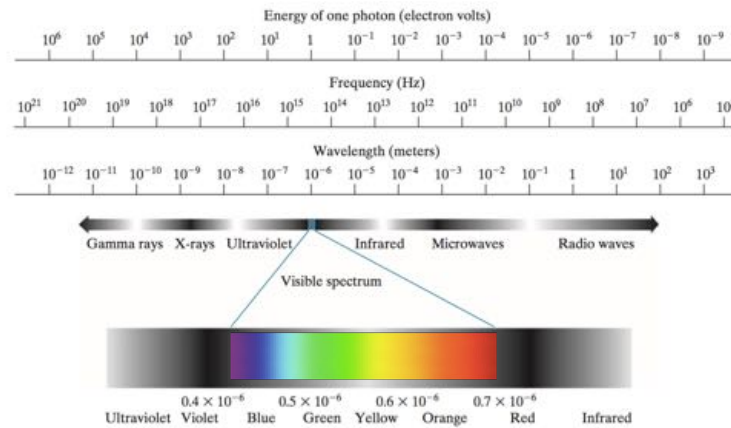 Energy of one photon (electron volts)
10⁶ 10⁵ 10⁴ 10³ 10² 10¹ 1 10⁻¹ 10⁻² 10⁻³ 10⁻⁴ 10⁻⁵ 10⁻⁶ 10⁻⁷ 10⁻⁸ 10⁻⁹
Frequency (Hz)
10²¹ 10²⁰ 10¹⁹ 10¹⁸ 10¹⁷ 10¹⁶ 10¹⁵ 10¹⁴ 10¹³ 10¹² 10¹¹ 10¹⁰ 10⁹ 10⁸ 10⁷ 10⁶
Wavelength (meters)
10⁻¹² 10⁻¹¹ 10⁻¹⁰ 10⁻⁹ 10⁻⁸ 10⁻⁷ 10⁻⁶ 10⁻⁵ 10⁻⁴ 10⁻³ 10⁻² 10⁻¹ 1 10¹ 10² 10³
Gamma rays X-rays Ultraviolet Infrared Microwaves Radio waves
Visible spectrum
0.4 × 10⁻⁶ 0.5 × 10⁻⁶ 0.6 × 10⁻⁶ 0.7 × 10⁻⁶
Ultraviolet Violet Blue Green Yellow Orange Red Infrared